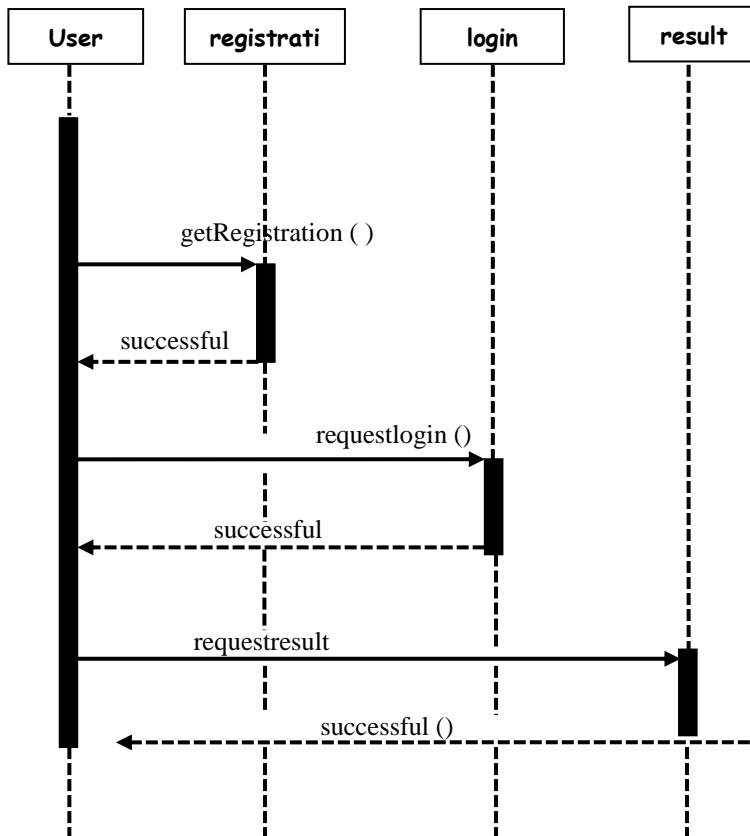 User
registrati
login
result
getRegistration ( )
successful
requestlogin ()
successful
requestresult
successful ()